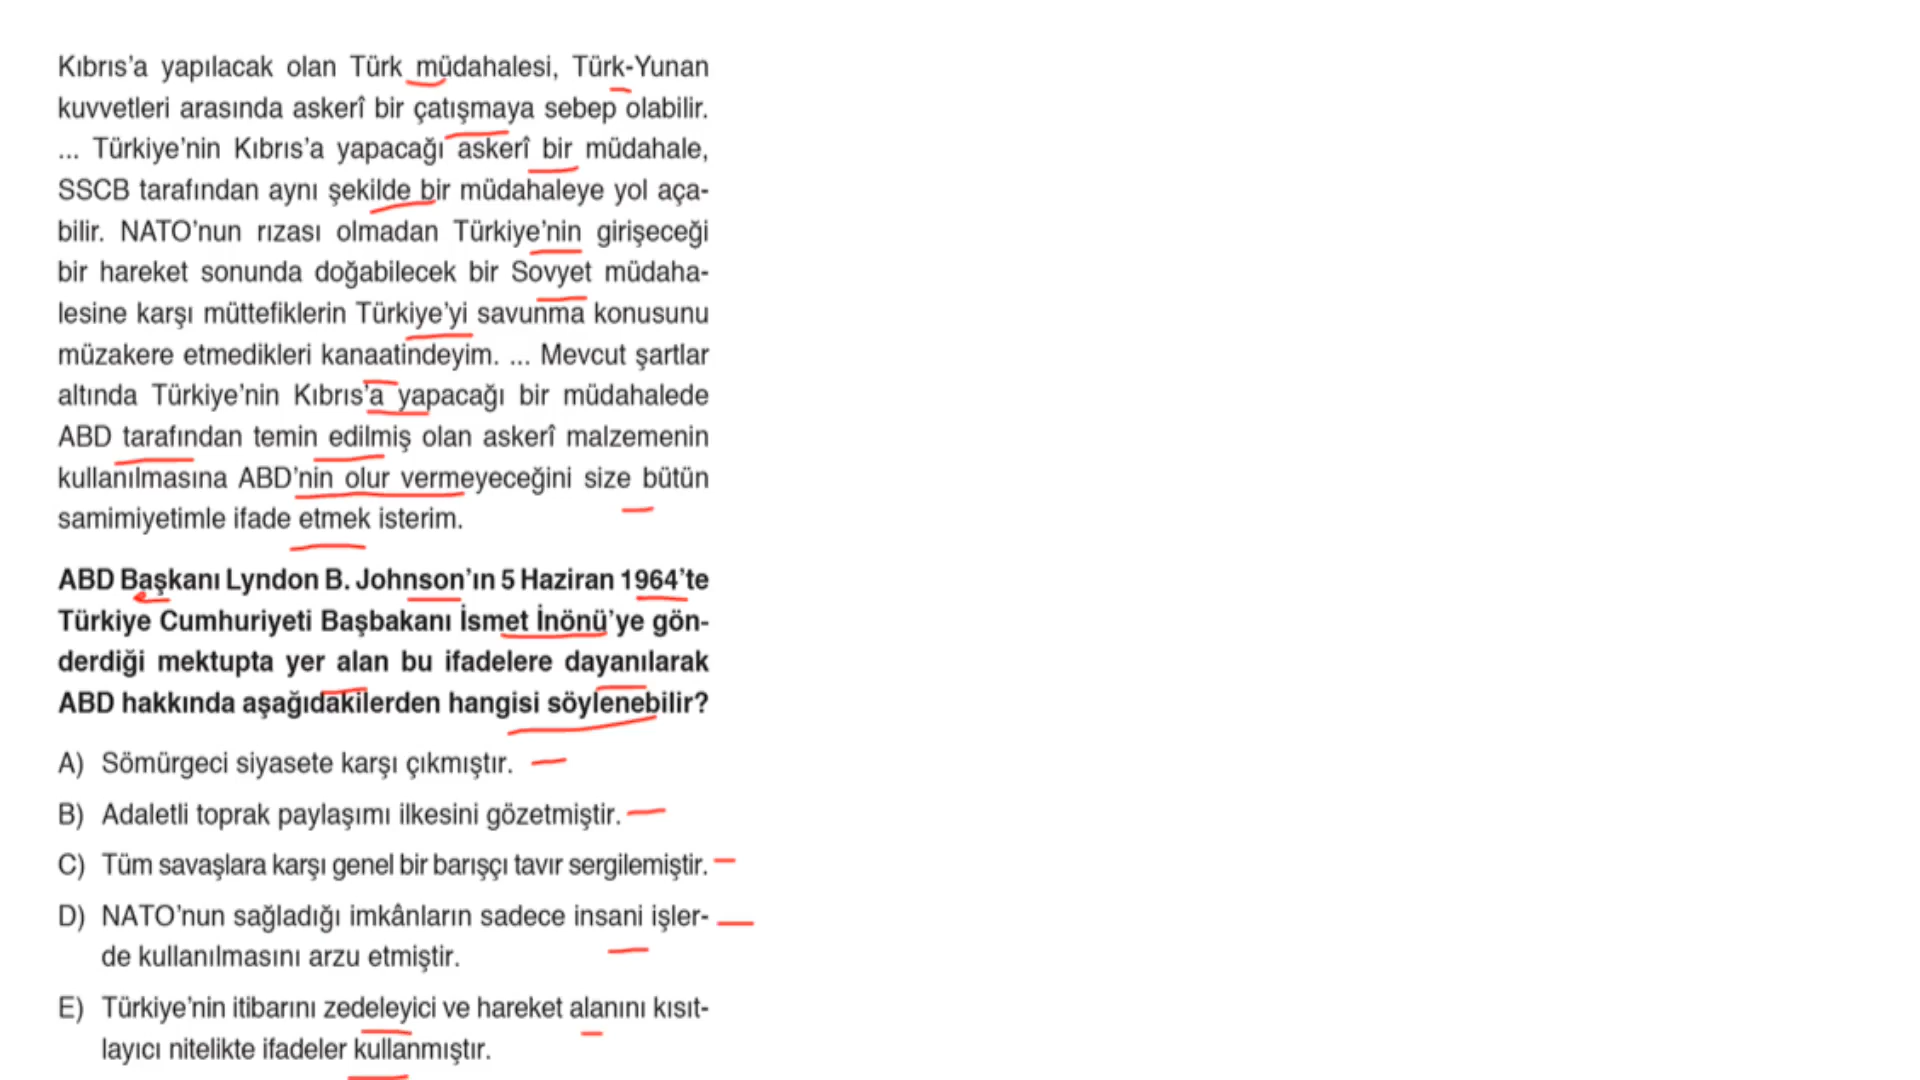 Kıbrıs’a yapılacak olan Türk müdahalesi, Türk-Yunan
kuvvetleri arasında askerî bir çatışmaya sebep olabilir.
... Türkiye’nin Kıbrıs’a yapacağı askerî bir müdahale,
SSCB tarafından aynı şekilde bir müdahaleye yol aça-
bilir. NATO’nun rızası olmadan Türkiye’nin girişeceği
bir hareket sonunda doğabilecek bir Sovyet müdaha-
lesine karşı müttefiklerin Türkiye’yi savunma konusunu
müzakere etmedikleri kanaatindeyim. ... Mevcut şartlar
altında Türkiye’nin Kıbrıs’a yapacağı bir müdahalede
ABD tarafından temin edilmiş olan askerî malzemenin
kullanılmasına ABD’nin olur vermeyeceğini size bütün
samimiyetimle ifade etmek isterim.
ABD Başkanı Lyndon B. Johnson’ın 5 Haziran 1964’te
Türkiye Cumhuriyeti Başbakanı İsmet İnönü’ye gön-
derdiği mektupta yer alan bu ifadelere dayanılarak
ABD hakkında aşağıdakilerden hangisi söylenebilir?
A) Sömürgeci siyasete karşı çıkmıştır.
B) Adaletli toprak paylaşımı ilkesini gözetmiştir.
C) Tüm savaşlara karşı genel bir barışçı tavır sergilemiştir.
D) NATO’nun sağladığı imkânların sadece insani işler-
de kullanılmasını arzu etmiştir.
E) Türkiye’nin itibarını zedeleyici ve hareket alanını kısıt-
layıcı nitelikte ifadeler kullanmıştır.